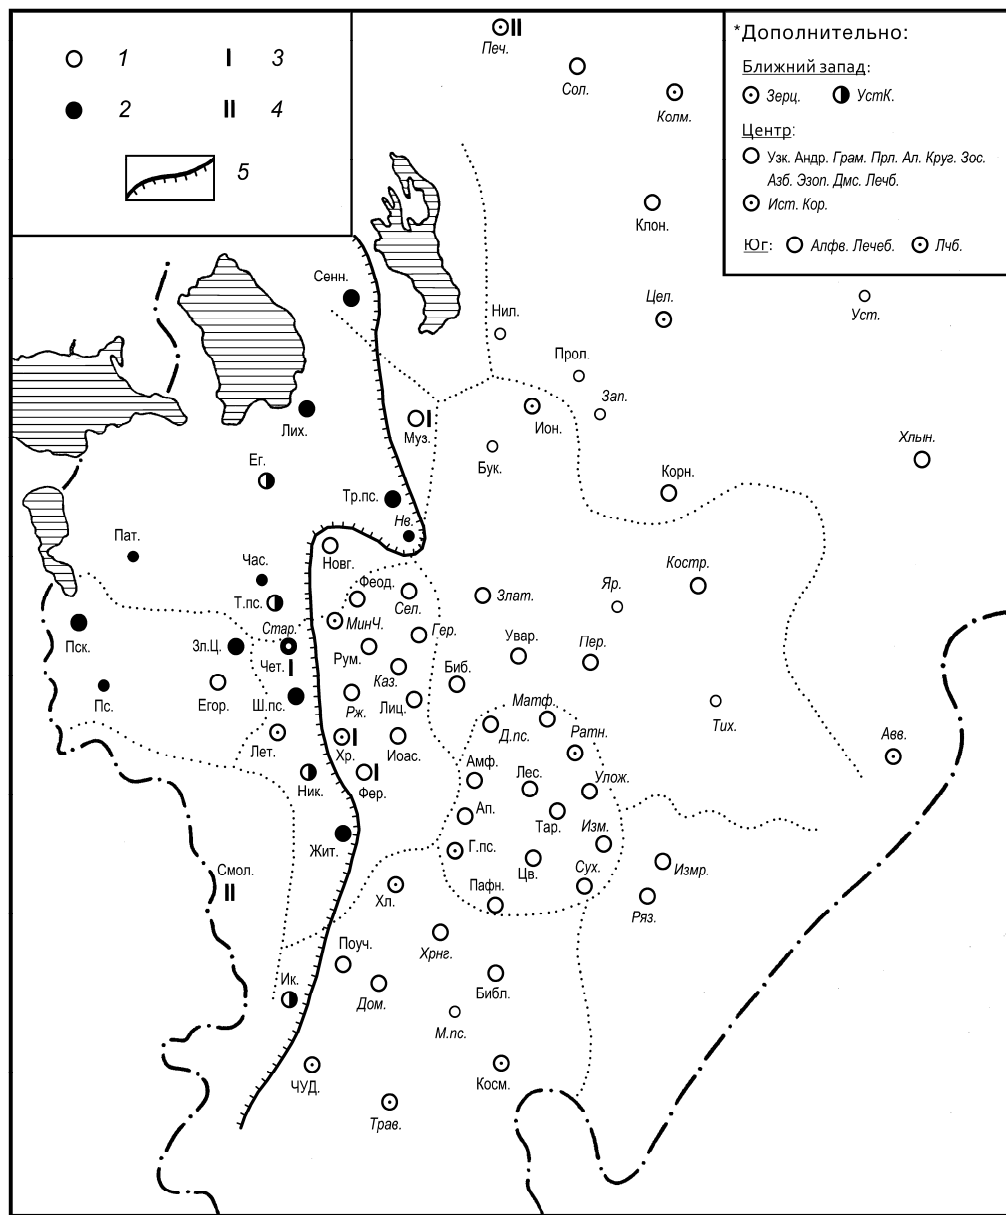 1 3
2 4
5
*Дополнительно:
Ближний запад:
Зерц. УстК.
Центр:
Узк. Андр. Грам. Прл. Ал. Круг. Зос.
Азб. Эзоп. Дмс. Лечб.
Ист. Кор.
Юг: Алфв. Лечеб. Лчб.
Печ.
Сол.
Колм.
Клон.
Сенн.
Нил.
Цел.
Уст.
Прол.
Зап.
Лих.
Муз.
Ион.
Бук.
Хлын.
Ег.
Корн.
Тр.пс.
Нв.
Пат.
Новг.
Час.
Феод.
Костр.
Т.пс.
Сел.
Злат.
Яр.
Стар.
МинЧ.
Гер.
Пск.
Зл.Ц.
Чет.
Рум.
Увар.
Пер.
Каз.
Биб.
Пс.
Егор.
Ш.пс.
Рж.
Лиц.
Матф.
Тих.
Д.пс.
Ратн.
Авв.
Лет.
Хр.
Иоас.
Амф.
Лес.
Улож.
Ник.
Фер.
Ап.
Тар.
Изм.
Жит.
Г.пс.
Цв.
Смол.
Сух.
Измр.
Хл.
Пафн.
Ряз.
Хрнг.
Поуч.
Ик.
Дом.
Библ.
М.пс.
ЧУД.
Косм.
Трав.